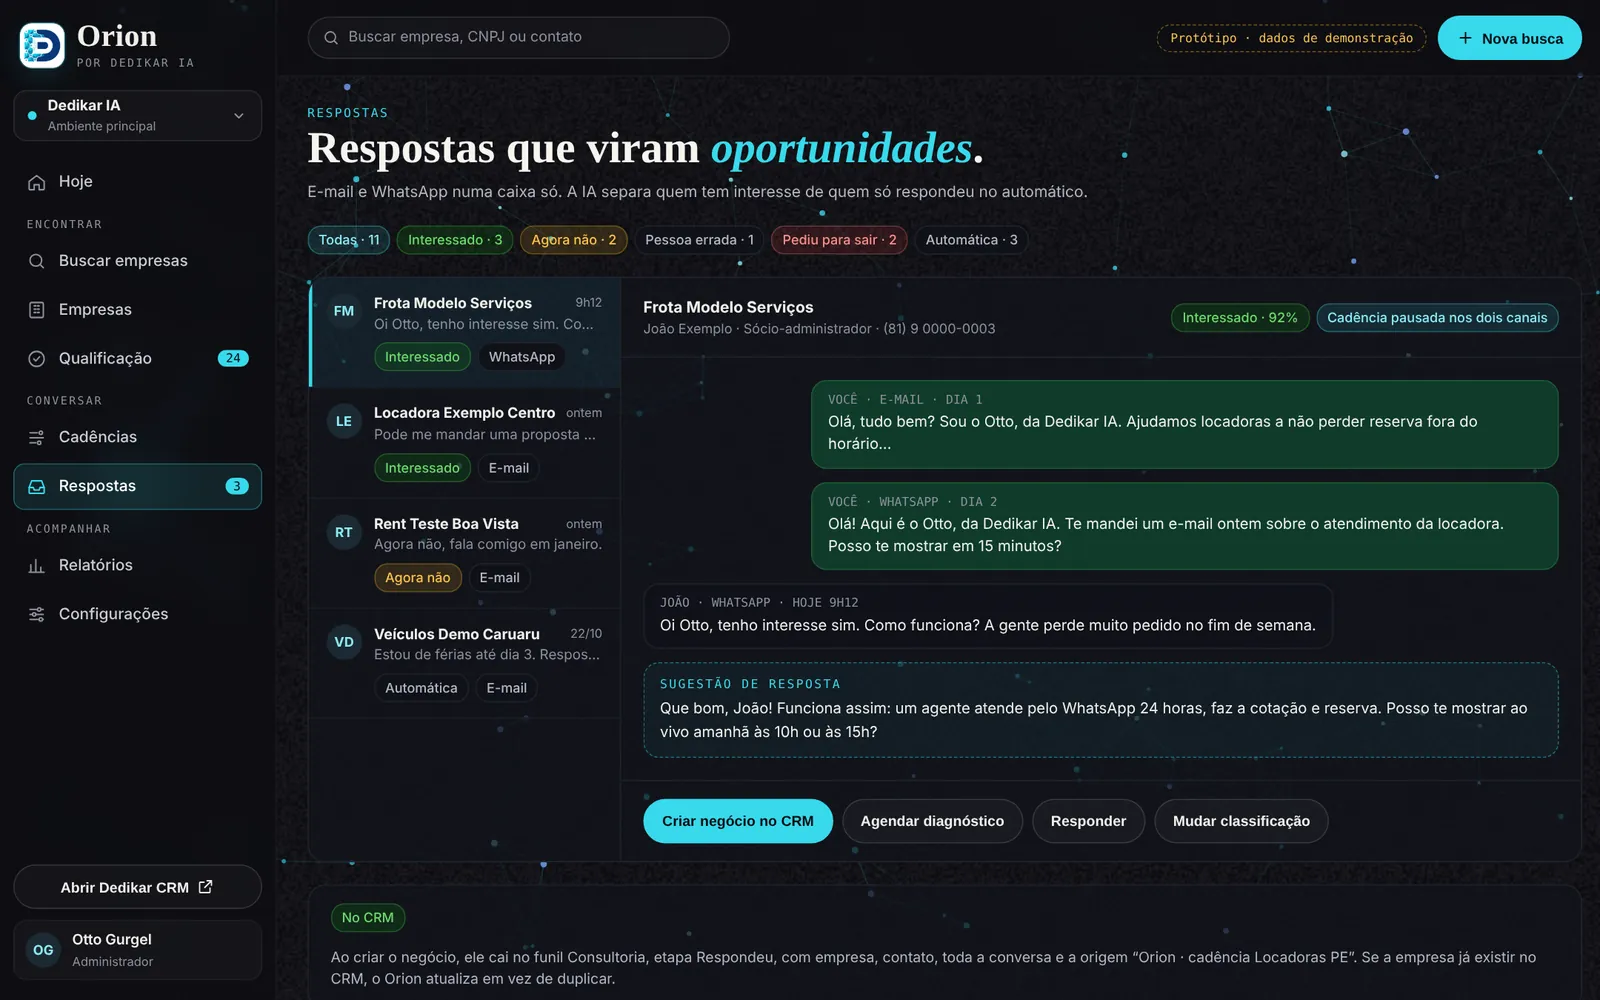 Orion
POR DEDIKAR IA
Dedikar IA
Ambiente principal
Hoje
ENCONTRAR
Buscar empresas
Empresas
Qualificação 24
CONVERSAR
Cadências
Respostas 3
ACOMPANHAR
Relatórios
Configurações
Abrir Dedikar CRM
OG
Otto Gurgel
Administrador
Buscar empresa, CNPJ ou contato
Protótipo · dados de demonstração
Nova busca
RESPOSTAS
Respostas que viram oportunidades.
E-mail e WhatsApp numa caixa só. A IA separa quem tem interesse de quem só respondeu no automático.
Todas · 11 Interessado · 3 Agora não · 2 Pessoa errada · 1 Pediu para sair · 2 Automática · 3
FM
Frota Modelo Serviços 9h12
Oi Otto, tenho interesse sim. Co...
Interessado WhatsApp
LE
Locadora Exemplo Centro ontem
Pode me mandar uma proposta ...
Interessado E-mail
RT
Rent Teste Boa Vista ontem
Agora não, fala comigo em janeiro.
Agora não E-mail
VD
Veículos Demo Caruaru 22/10
Estou de férias até dia 3. Respos...
Automática E-mail
Frota Modelo Serviços
João Exemplo · Sócio-administrador · (81) 9 0000-0003
Interessado · 92% Cadência pausada nos dois canais
VOCÊ · E-MAIL · DIA 1
Olá, tudo bem? Sou o Otto, da Dedikar IA. Ajudamos locadoras a não perder reserva fora do
horário...
VOCÊ · WHATSAPP · DIA 2
Olá! Aqui é o Otto, da Dedikar IA. Te mandei um e-mail ontem sobre o atendimento da locadora.
Posso te mostrar em 15 minutos?
JOÃO · WHATSAPP · HOJE 9H12
Oi Otto, tenho interesse sim. Como funciona? A gente perde muito pedido no fim de semana.
SUGESTÃO DE RESPOSTA
Que bom, João! Funciona assim: um agente atende pelo WhatsApp 24 horas, faz a cotação e reserva. Posso te mostrar ao
vivo amanhã às 10h ou às 15h?
Criar negócio no CRM Agendar diagnóstico Responder Mudar classificação
No CRM
Ao criar o negócio, ele cai no funil Consultoria, etapa Respondeu, com empresa, contato, toda a conversa e a origem “Orion · cadência Locadoras PE”. Se a empresa já existir no
CRM, o Orion atualiza em vez de duplicar.